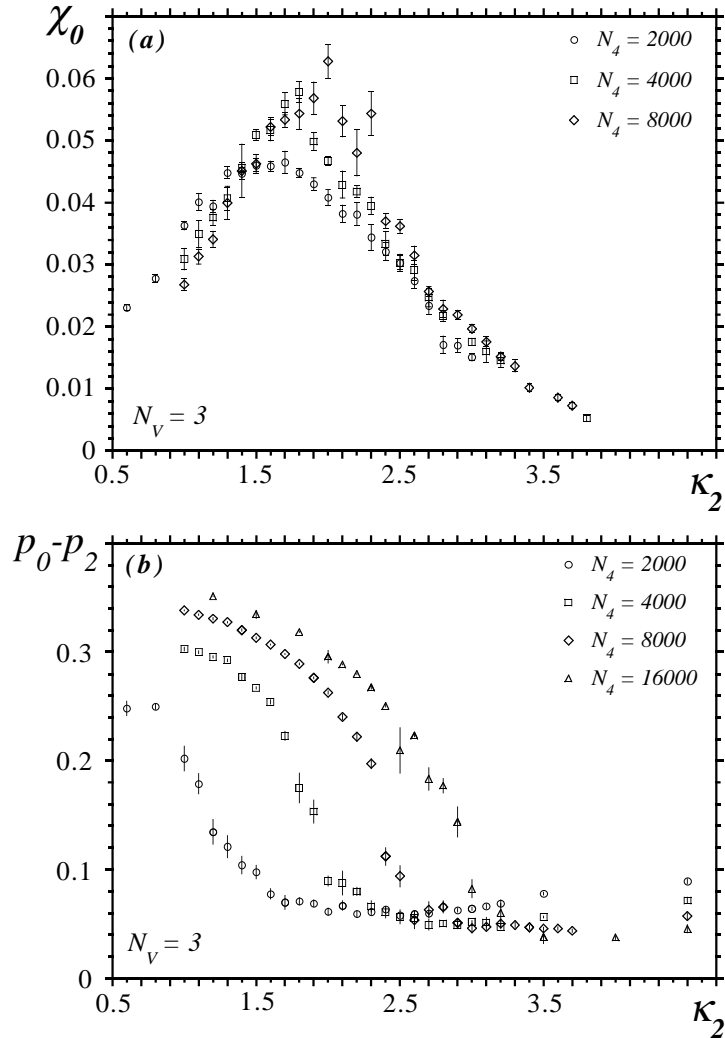 χ₀
(a)
N₄ = 2000
N₄ = 4000
N₄ = 8000
0.06
0.05
0.04
0.03
0.02
0.01
0
N_V = 3
0.5 1.5 2.5 3.5
κ₂
p₀-p₂
(b)
N₄ = 2000
N₄ = 4000
N₄ = 8000
N₄ = 16000
0.3
0.2
0.1
0
N_V = 3
0.5 1.5 2.5 3.5
κ₂